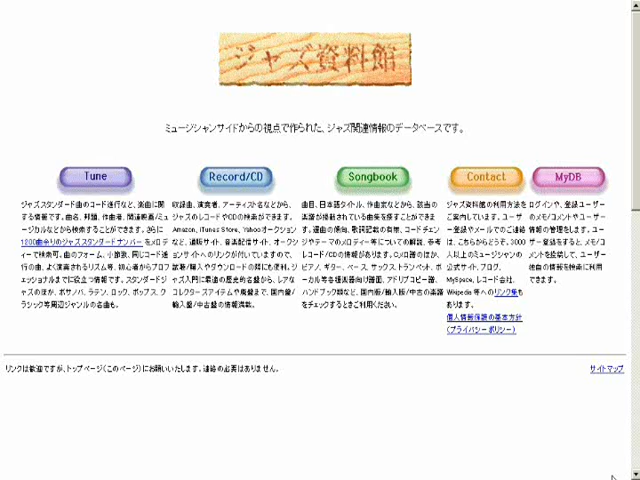 ジャズ資料館
ミュージシャンサイドからの視点で作られた、ジャズ関連情報のデータベースです。
Tune
ジャズスタンダード曲のコード進行など、楽曲に関
する情報です。曲名、邦題、作曲者、関連映画/ミュ
ージカルなどから検索することができます。さらに
1200曲余りのジャズスタンダードナンバーをメロデ
ィーで検索可。曲のフォーム、小節数、同じコード進
行の曲、よく演奏されるリズム等、初心者からプロフ
ェッショナルまでに役立つ情報です。スタンダードジ
ャズのほか、ボサノバ、ラテン、ロック、ポップス、ク
ラシック等周辺ジャンルの名曲も。
Record/CD
収録曲、演奏者、アーティスト名などから、
ジャズのレコードやCDの検索ができます。
Amazon、iTunes Store、Yahooオークション
など、通販サイト、音楽配信サイト、オークシ
ョンサイトへのリンクが付いていますので、
試聴/購入やダウンロードの際にも便利。ジ
ャズ入門に最適の歴史的名盤から、レアな
コレクターズアイテムや廃盤まで、国内盤/
輸入盤/中古盤の情報満載。
Songbook
曲目、日本語タイトル、作曲家などから、該当の
楽譜が掲載されている曲集を探すことができま
す。選曲の傾向、歌詞記載の有無、コードチェン
ジやテーマのメロディー等についての解説、参考
レコード/CDの情報があります。Cメロ譜のほか、
ピアノ、ギター、ベース、サックス、トランペット、ボ
ーカル等各種楽器向け譜面、アドリブコピー譜、
ハンドブック類など、国内版/輸入版/中古の楽譜
をチェックするときご利用ください。
Contact
ジャズ資料館の利用方法を
ご案内しています。ユーザ
ー登録やメールでのご連絡
は、こちらからどうぞ。3000
人以上のミュージシャンの
公式サイト、ブログ、
MySpace、レコード会社、
Wikipedia 等へのリンク集も
あります。
個人情報保護の基本方針
(プライバシー ポリシー)
MyDB
ログインや、登録ユーザー
のメモ/コメントやユーザー
情報の管理をします。ユー
ザー登録をすると、メモ/コ
メントを投稿して、ユーザー
独自の情報を検索に利用
できます。
リンクは歓迎ですが、トップページ(このページ)にお願いいたします。連絡の必要はありません。
サイトマップ